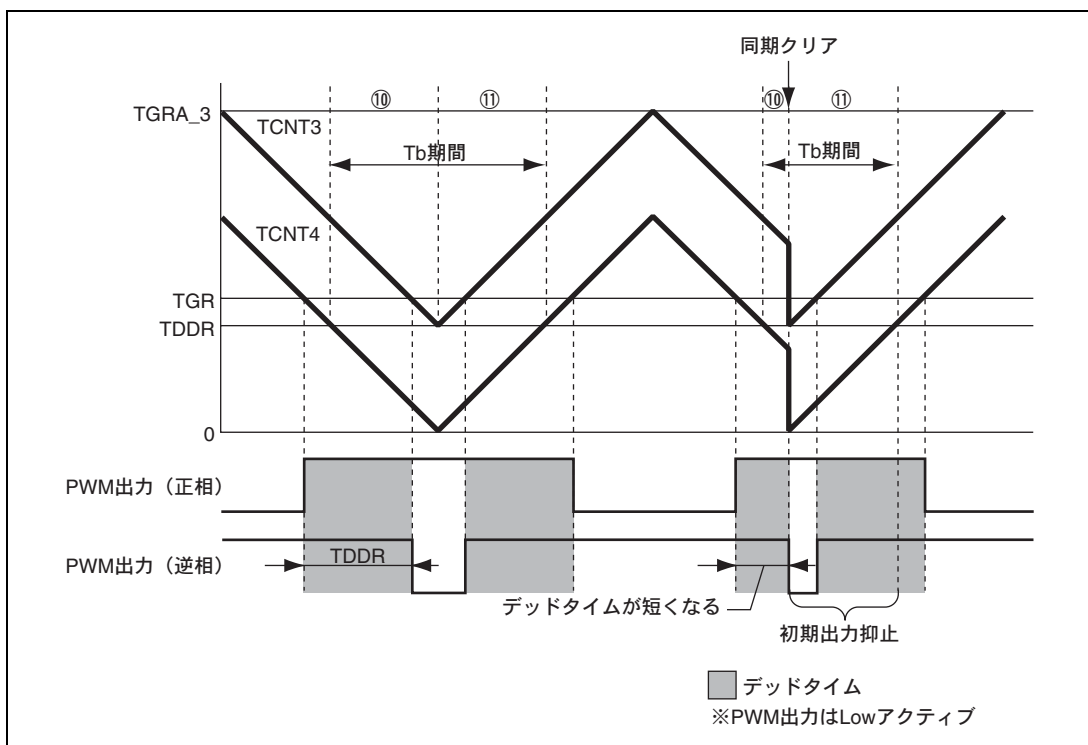 同期クリア
⑩ ⑪ ⑩ ⑪
TGRA_3
TCNT3
Tb期間 Tb期間
TCNT4
TGR
TDDR
0
PWM出力（正相）
PWM出力（逆相）
TDDR
デッドタイムが短くなる
初期出力抑止
デッドタイム
※PWM出力はLowアクティブ